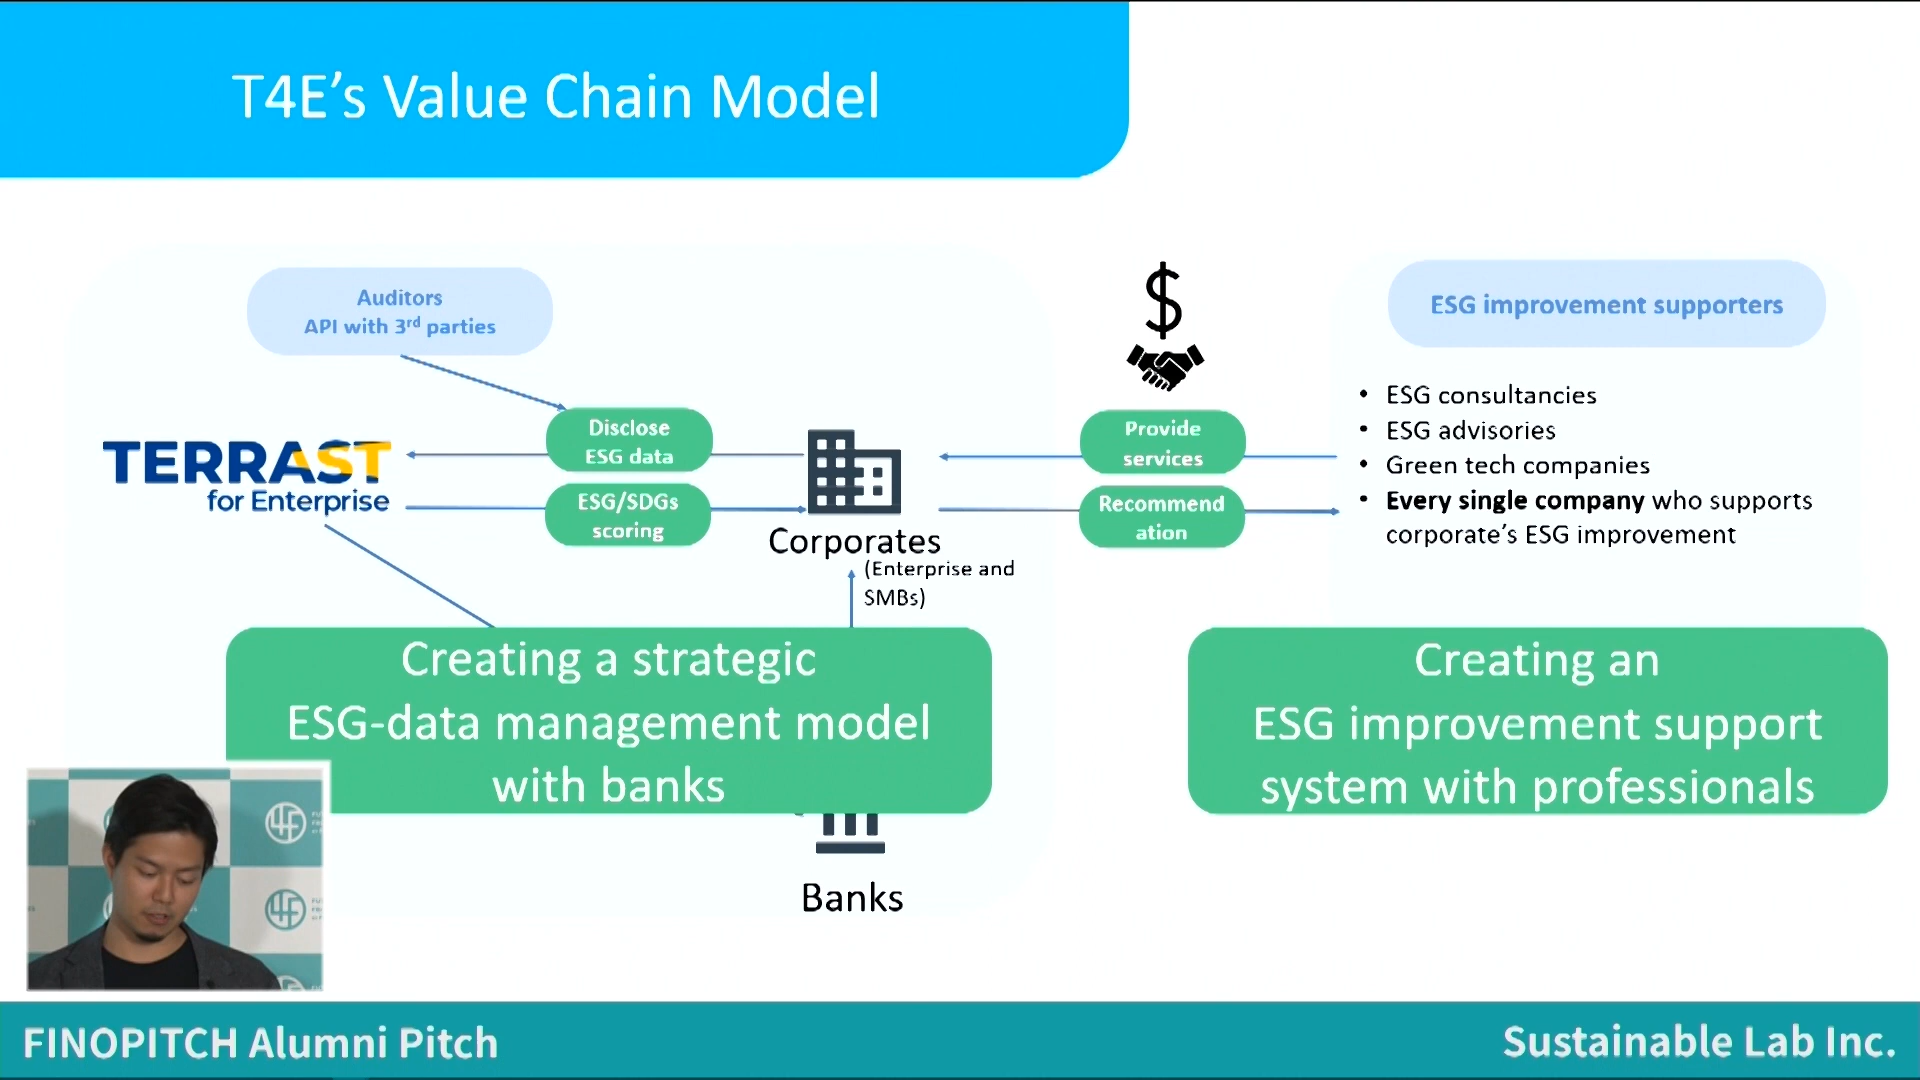 T4E’s Value Chain Model
Auditors
API with 3rd parties
TERRAST
for Enterprise
Disclose
ESG data
ESG/SDGs
scoring
Corporates
(Enterprise and
SMBs)
$
Provide
services
Recommend
ation
ESG improvement supporters
• ESG consultancies
• ESG advisories
• Green tech companies
• Every single company who supports
corporate’s ESG improvement
Creating a strategic
ESG-data management model
with banks
Creating an
ESG improvement support
system with professionals
Banks
4F
4F
FINOPITCH Alumni Pitch
Sustainable Lab Inc.